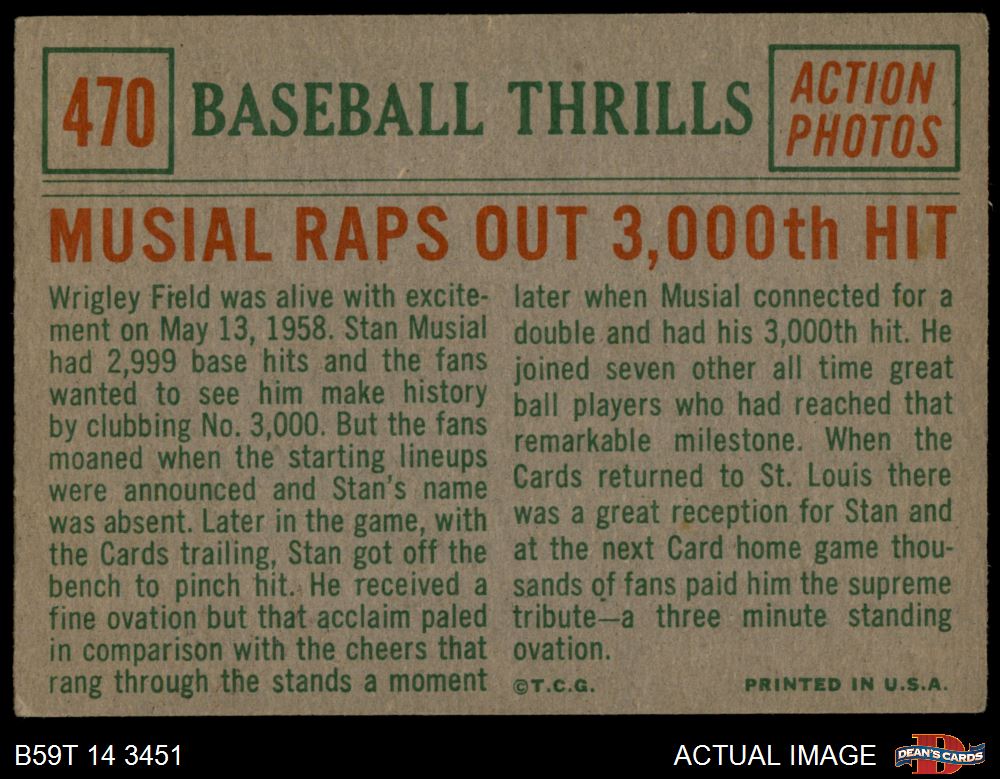 470
BASEBALL THRILLS
ACTION
PHOTOS
MUSIAL RAPS OUT 3,000th HIT
Wrigley Field was alive with excite-
ment on May 13, 1958. Stan Musial
had 2,999 base hits and the fans
wanted to see him make history
by clubbing No. 3,000. But the fans
moaned when the starting lineups
were announced and Stan's name
was absent. Later in the game, with
the Cards trailing, Stan got off the
bench to pinch hit. He received a
fine ovation but that acclaim paled
in comparison with the cheers that
rang through the stands a moment
later when Musial connected for a
double and had his 3,000th hit. He
joined seven other all time great
ball players who had reached that
remarkable milestone. When the
Cards returned to St. Louis there
was a great reception for Stan and
at the next Card home game thou-
sands of fans paid him the supreme
tribute—a three minute standing
ovation.
©T.C.G.
PRINTED IN U.S.A.
B59T 14 3451
ACTUAL IMAGE
D
DEAN'S CARDS